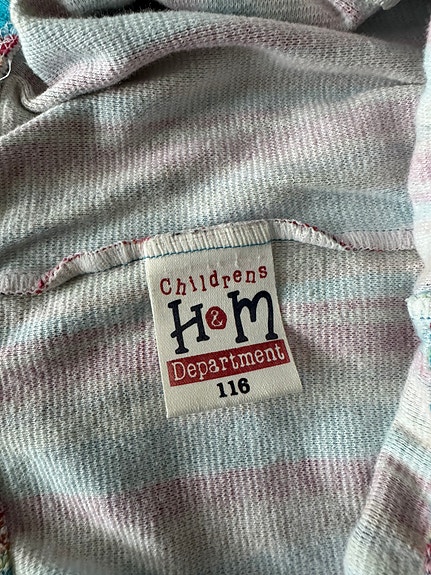 Childrens
H&M
Department
116